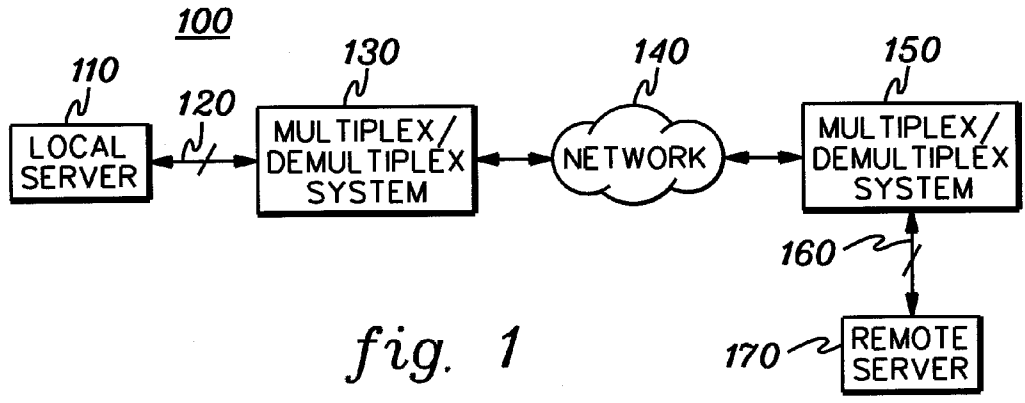 100
110
120
130
140
150
LOCAL
SERVER
MULTIPLEX/
DEMULTIPLEX
SYSTEM
NETWORK
MULTIPLEX/
DEMULTIPLEX
SYSTEM
160
170
REMOTE
SERVER
fig. 1